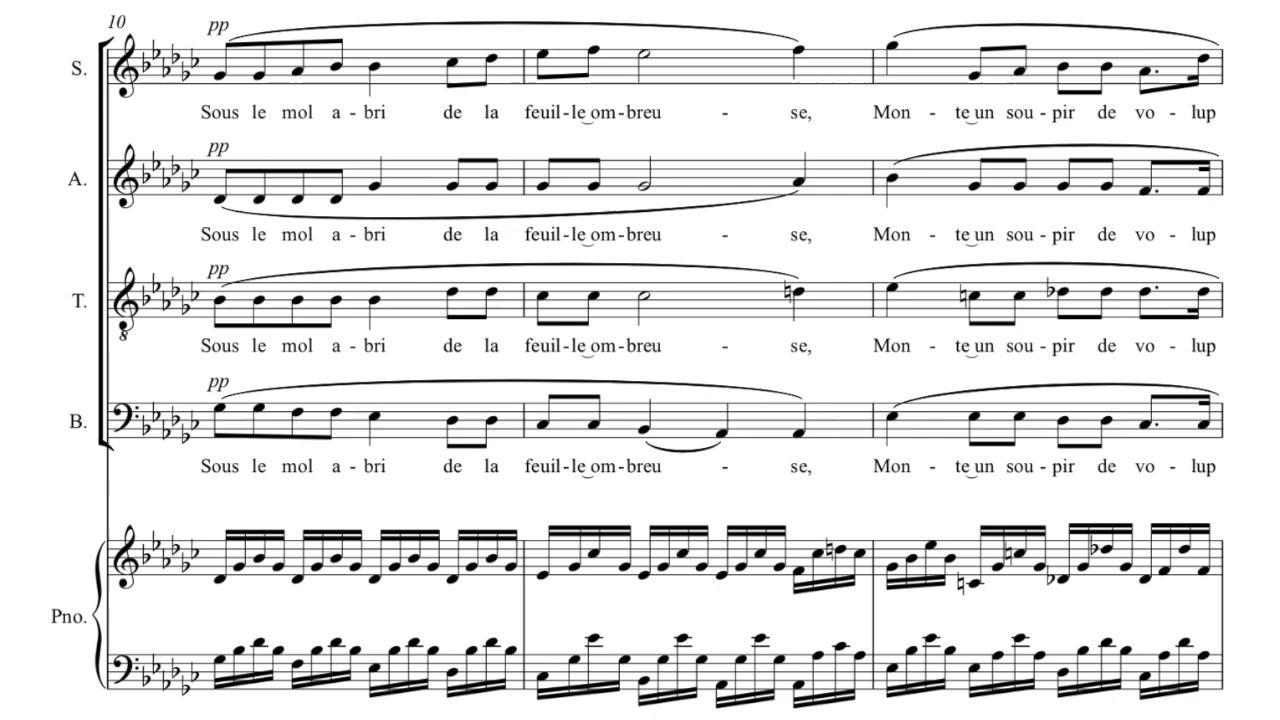 10
pp
S.
Sous le mol a - bri de la feuil - le om - breu - se, Mon - te un sou - pir de vo - lup
pp
A.
Sous le mol a - bri de la feuil - le om - breu - se, Mon - te un sou - pir de vo - lup
pp
T.
8
Sous le mol a - bri de la feuil - le om - breu - se, Mon - te un sou - pir de vo - lup
pp
B.
Sous le mol a - bri de la feuil - le om - breu - se, Mon - te un sou - pir de vo - lup
Pno.